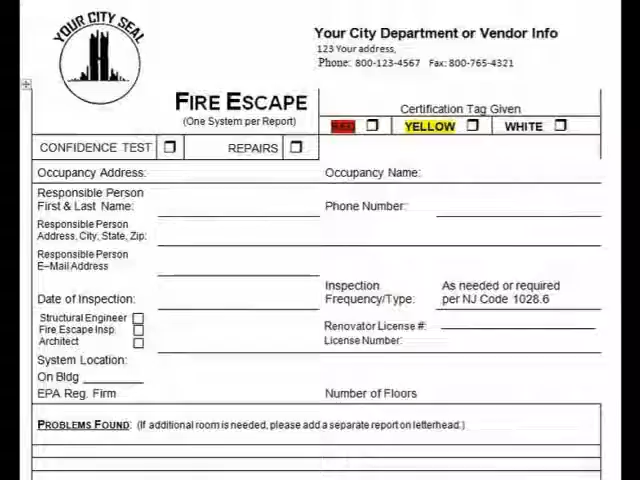 YOUR CITY SEAL
Your City Department or Vendor Info
123 Your address,
Phone: 800-123-4567 Fax: 800-765-4321
FIRE ESCAPE
(One System per Report)
Certification Tag Given
RED YELLOW WHITE
CONFIDENCE TEST REPAIRS
Occupancy Address: Occupancy Name:
Responsible Person
First & Last Name: Phone Number:
Responsible Person
Address, City, State, Zip:
Responsible Person
E–Mail Address
Inspection As needed or required
Date of Inspection: Frequency/Type: per NJ Code 1028.6
Structural Engineer
Fire Escape Insp. Renovator License #:
Architect License Number:
System Location:
On Bldg
EPA Reg. Firm Number of Floors
PROBLEMS FOUND: (If additional room is needed, please add a separate report on letterhead.)